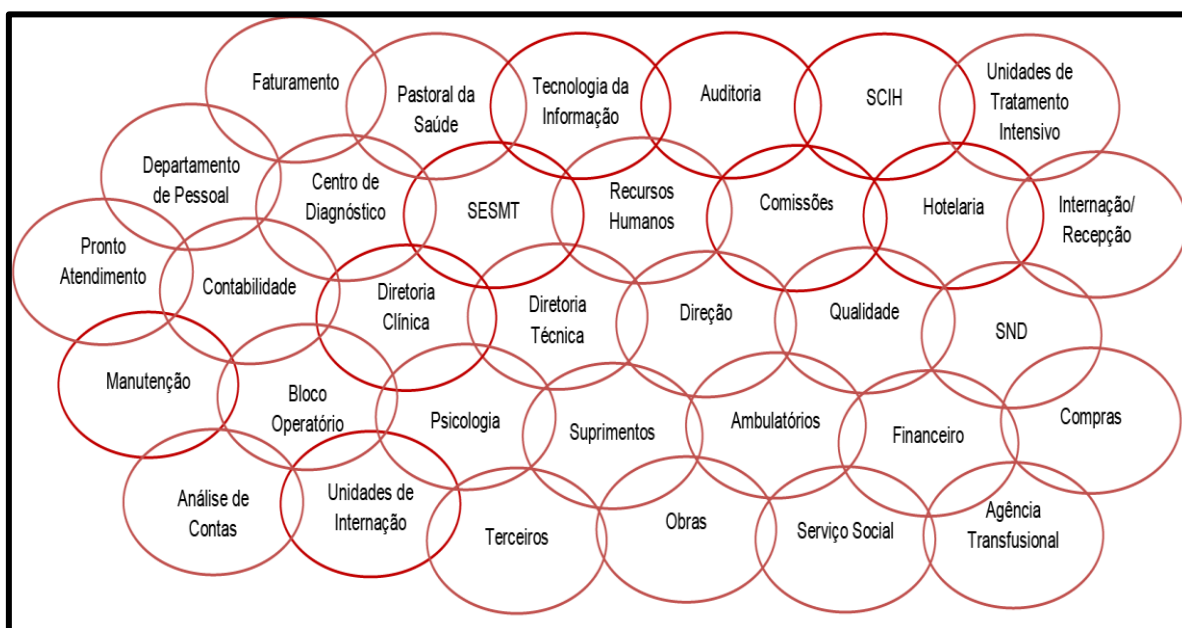 Faturamento
Pastoral da
Saúde
Tecnologia da
Informação
Auditoria
SCIH
Unidades de
Tratamento
Intensivo
Departamento
de Pessoal
Centro de
Diagnóstico
SESMT
Recursos
Humanos
Comissões
Hotelaria
Internação/
Recepção
Pronto
Atendimento
Contabilidade
Diretoria
Clínica
Diretoria
Técnica
Direção
Qualidade
SND
Manutenção
Bloco
Operatório
Psicologia
Suprimentos
Ambulatórios
Financeiro
Compras
Análise de
Contas
Unidades de
Internação
Terceiros
Obras
Serviço Social
Agência
Transfusional